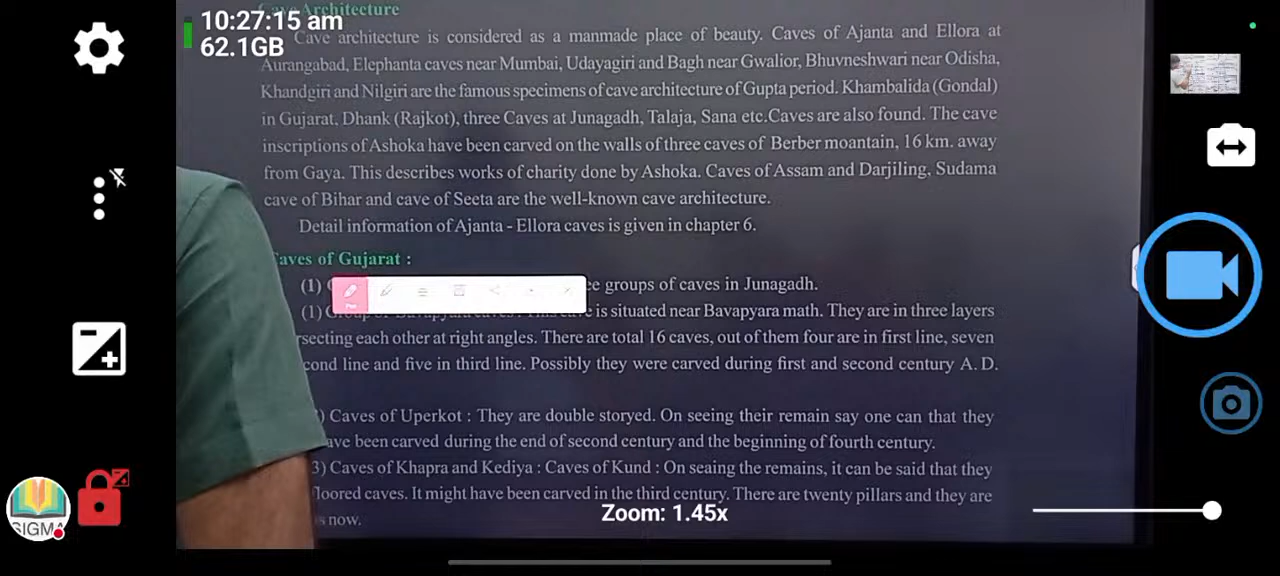 10:27:15 am
62.1GB
Cave Architecture
Cave architecture is considered as a manmade place of beauty. Caves of Ajanta and Ellora at
Aurangabad, Elephanta caves near Mumbai, Udayagiri and Bagh near Gwalior, Bhuvneshwari near Odisha,
Khandgiri and Nilgiri are the famous specimens of cave architecture of Gupta period. Khambalida (Gondal)
in Gujarat, Dhank (Rajkot), three Caves at Junagadh, Talaja, Sana etc.Caves are also found. The cave
inscriptions of Ashoka have been carved on the walls of three caves of Berber moantain, 16 km. away
from Gaya. This describes works of charity done by Ashoka. Caves of Assam and Darjiling, Sudama
cave of Bihar and cave of Seeta are the well-known cave architecture.
Detail information of Ajanta - Ellora caves is given in chapter 6.
Caves of Gujarat :
(1) groups of caves in Junagadh.
(1) is situated near Bavapyara math. They are in three layers
rsecting each other at right angles. There are total 16 caves, out of them four are in first line, seven
cond line and five in third line. Possibly they were carved during first and second century A. D.
) Caves of Uperkot : They are double storyed. On seeing their remain say one can that they
ave been carved during the end of second century and the beginning of fourth century.
3) Caves of Khapra and Kediya : Caves of Kund : On seaing the remains, it can be said that they
floored caves. It might have been carved in the third century. There are twenty pillars and they are
s now.
Zoom: 1.45x
SIGMA